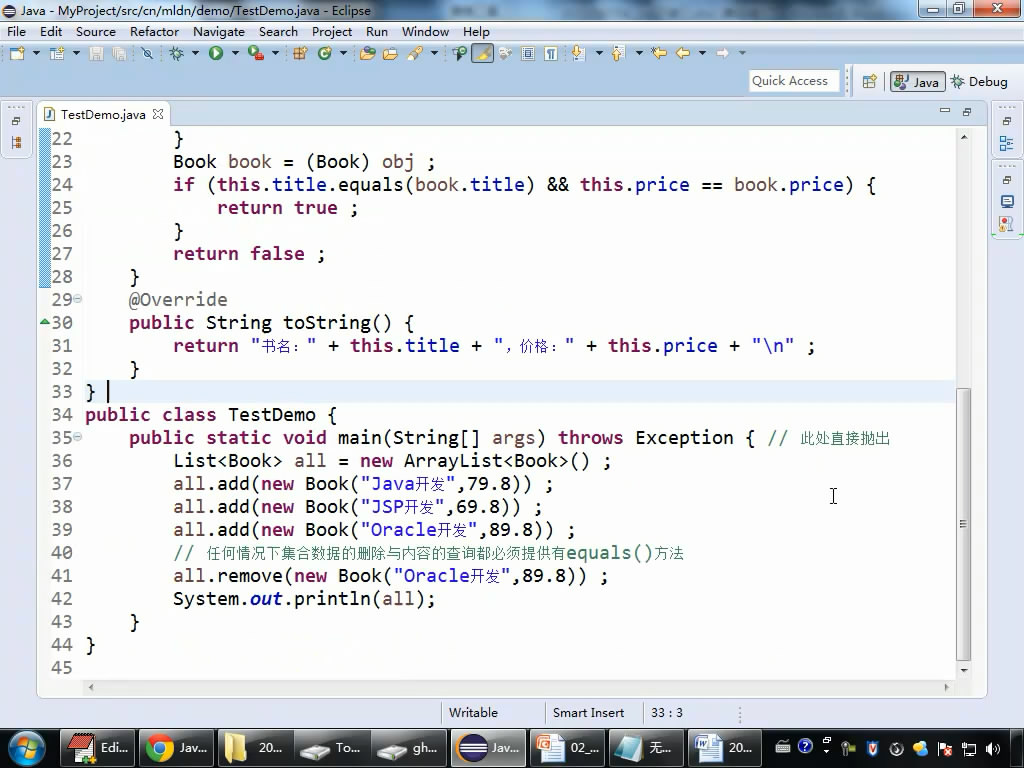 Java - MyProject/src/cn/mldn/demo/TestDemo.java - Eclipse
File Edit Source Refactor Navigate Search Project Run Window Help
Quick Access Java Debug
TestDemo.java
22 }
23 Book book = (Book) obj ;
24 if (this.title.equals(book.title) && this.price == book.price) {
25 return true ;
26 }
27 return false ;
28 }
29 @Override
30 public String toString() {
31 return "书名:" + this.title + ",价格:" + this.price + "\n" ;
32 }
33 }
34 public class TestDemo {
35 public static void main(String[] args) throws Exception { // 此处直接抛出
36 List<Book> all = new ArrayList<Book>() ;
37 all.add(new Book("Java开发",79.8)) ;
38 all.add(new Book("JSP开发",69.8)) ;
39 all.add(new Book("Oracle开发",89.8)) ;
40 // 任何情况下集合数据的删除与内容的查询都必须提供有equals()方法
41 all.remove(new Book("Oracle开发",89.8)) ;
42 System.out.println(all);
43 }
44 }
45
Writable Smart Insert 33 : 3
Edi... Jav... 20... To... gh... Jav... 02_... 无... 20...